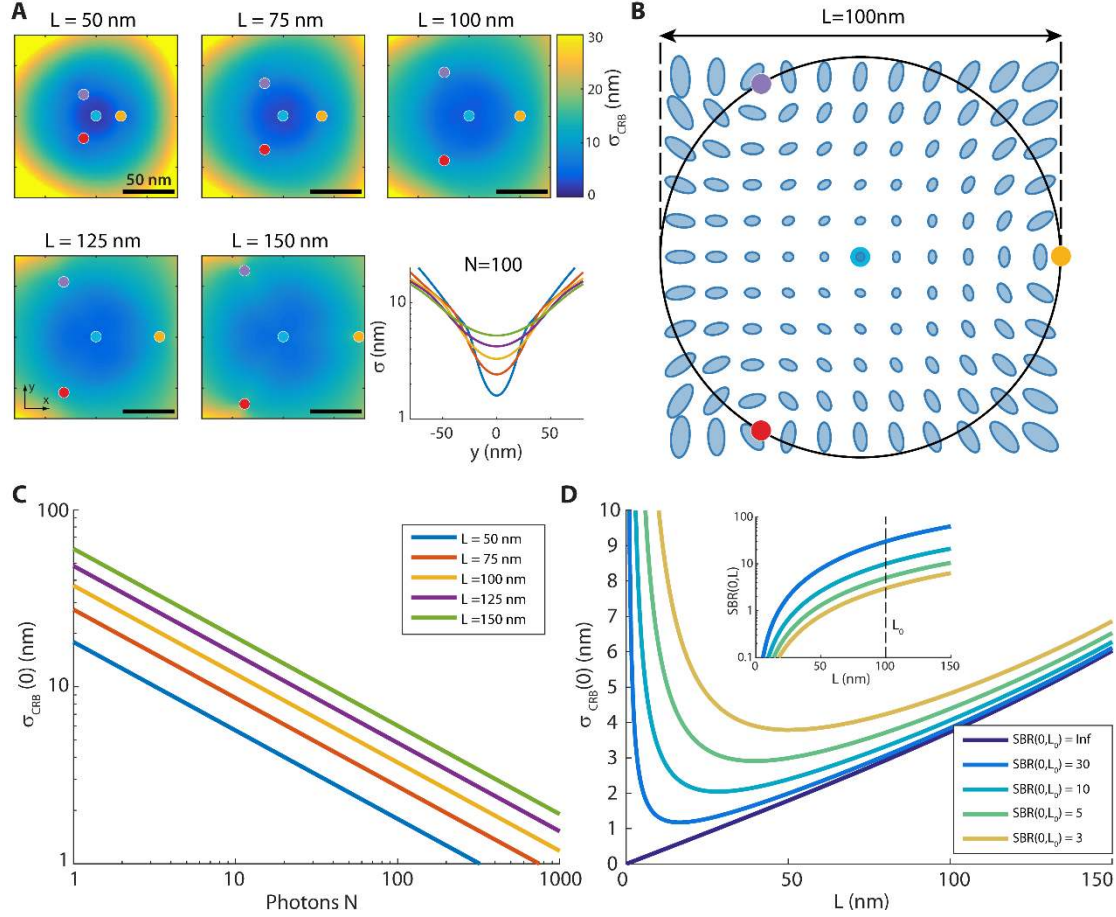 A
L = 50 nm
L = 75 nm
L = 100 nm
30
20
10
0
σCRB (nm)
50 nm
L = 125 nm
L = 150 nm
y
x
N=100
σ (nm)
10
1
-50 0 50
y (nm)
B
L=100nm
C
σCRB(0) (nm)
100
10
1
1 10 100 1000
Photons N
L = 50 nm
L = 75 nm
L = 100 nm
L = 125 nm
L =150 nm
D
σCRB(0) (nm)
10
9
8
7
6
5
4
3
2
1
0
0 50 100 150
L (nm)
SBR(0,L)
100
10
1
0.1
0 50 100 150
L (nm)
L0
SBR(0,L0) = Inf
SBR(0,L0) = 30
SBR(0,L0) = 10
SBR(0,L0) = 5
SBR(0,L0) = 3